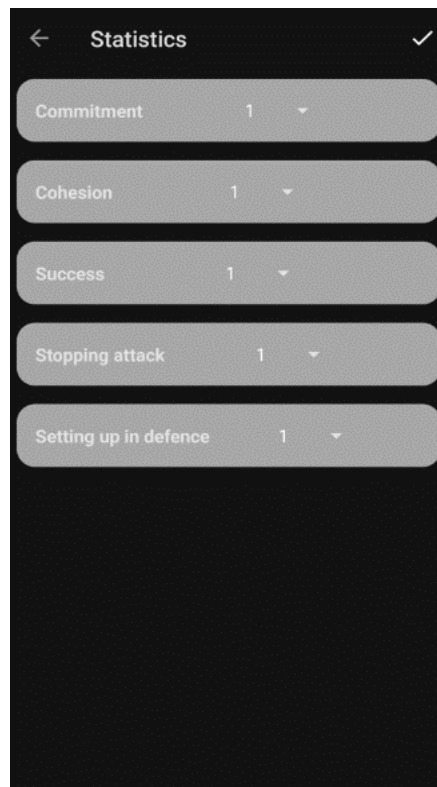 Statistics
Commitment 1
Cohesion 1
Success 1
Stopping attack 1
Setting up in defence 1